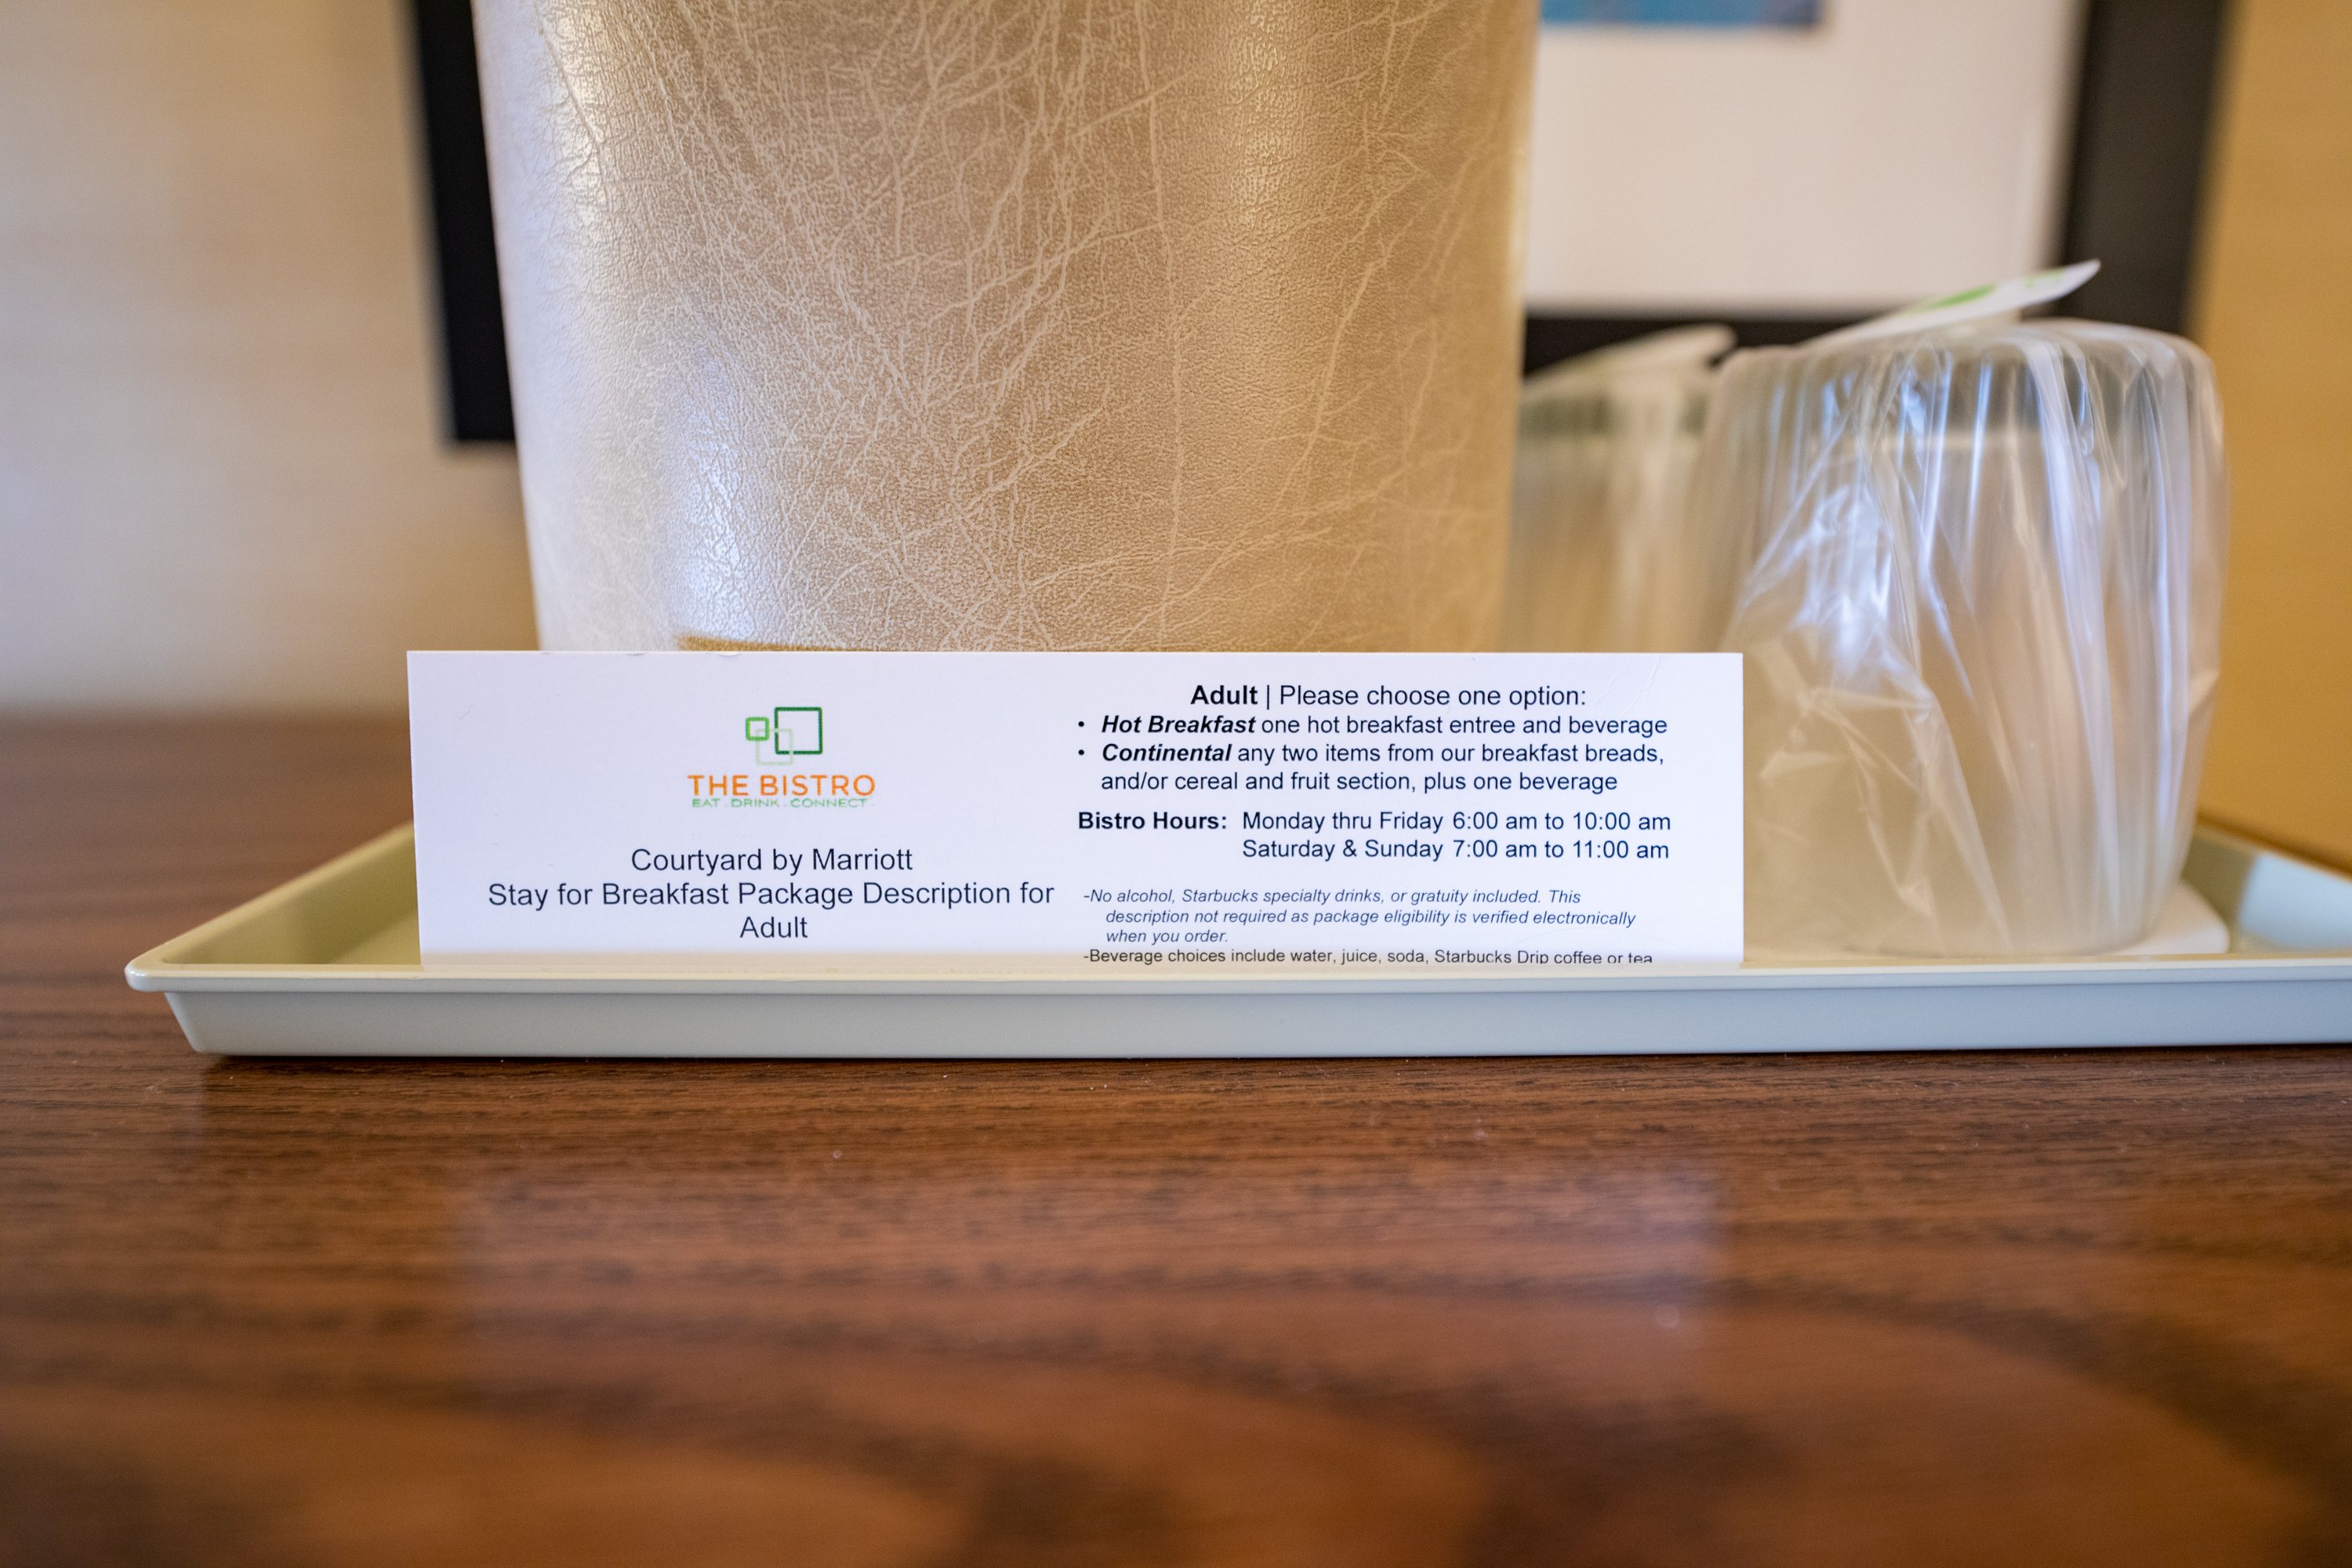 THE BISTRO
EAT . DRINK . CONNECT.
Courtyard by Marriott
Stay for Breakfast Package Description for
Adult
Adult | Please choose one option:
• Hot Breakfast one hot breakfast entree and beverage
• Continental any two items from our breakfast breads,
and/or cereal and fruit section, plus one beverage
Bistro Hours: Monday thru Friday 6:00 am to 10:00 am
Saturday & Sunday 7:00 am to 11:00 am
-No alcohol, Starbucks specialty drinks, or gratuity included. This
description not required as package eligibility is verified electronically
when you order.
-Beverage choices include water, juice, soda, Starbucks Drip coffee or tea